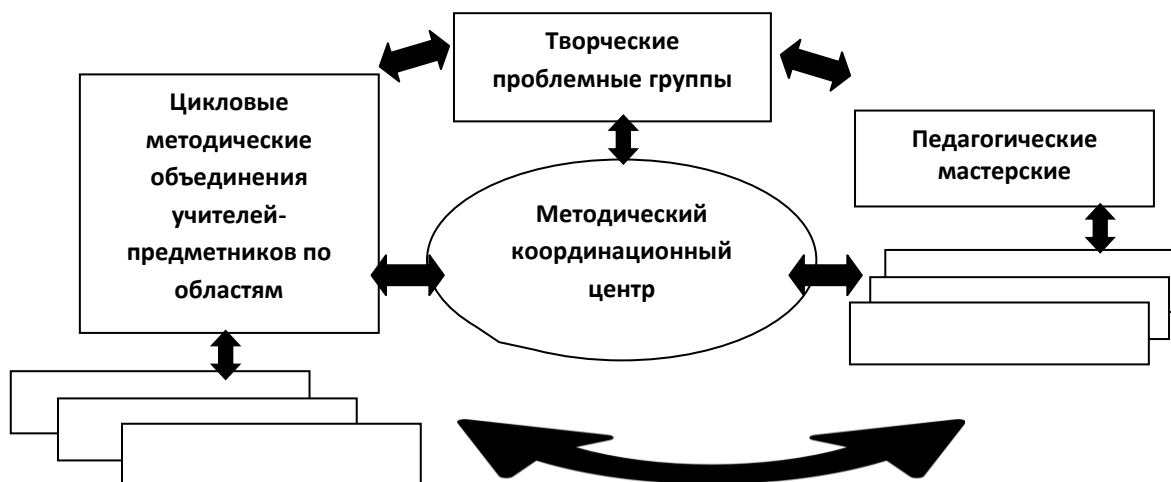 Творческие
проблемные группы
Цикловые
методические
объединения
учителей-
предметников по
областям
Педагогические
мастерские
Методический
координационный
центр